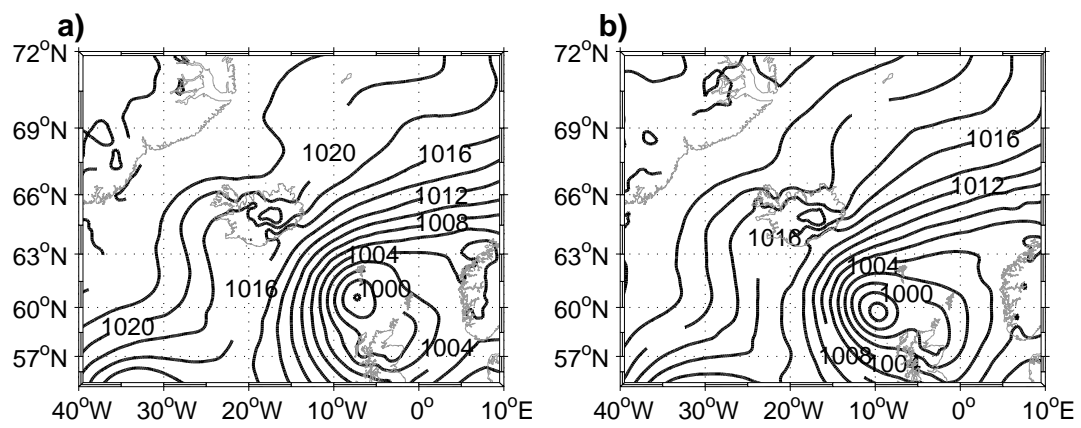 a) b)
72°N 72°N
69°N 69°N
1020 1016 1016
66°N 1012 66°N 1012
1008
1016
63°N 1004 63°N 1004
1016 1000 1000
60°N 60°N
1020
1004 1008 1004
57°N 57°N
40°W 30°W 20°W 10°W 0° 10°E 40°W 30°W 20°W 10°W 0° 10°E